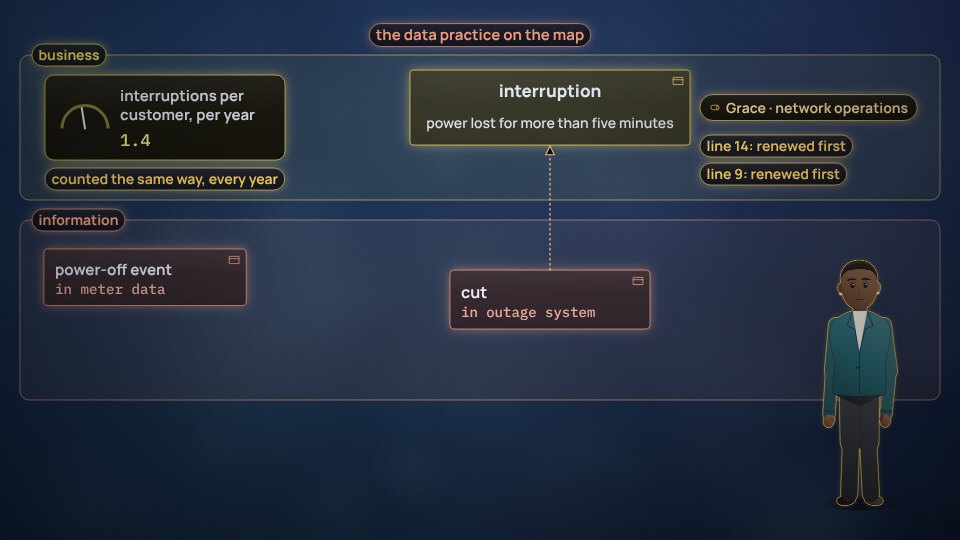 the data practice on the map
business
interruptions per
customer, per year
1.4
counted the same way, every year
interruption
power lost for more than five minutes
Grace · network operations
line 14: renewed first
line 9: renewed first
information
power-off event
in meter data
cut
in outage system